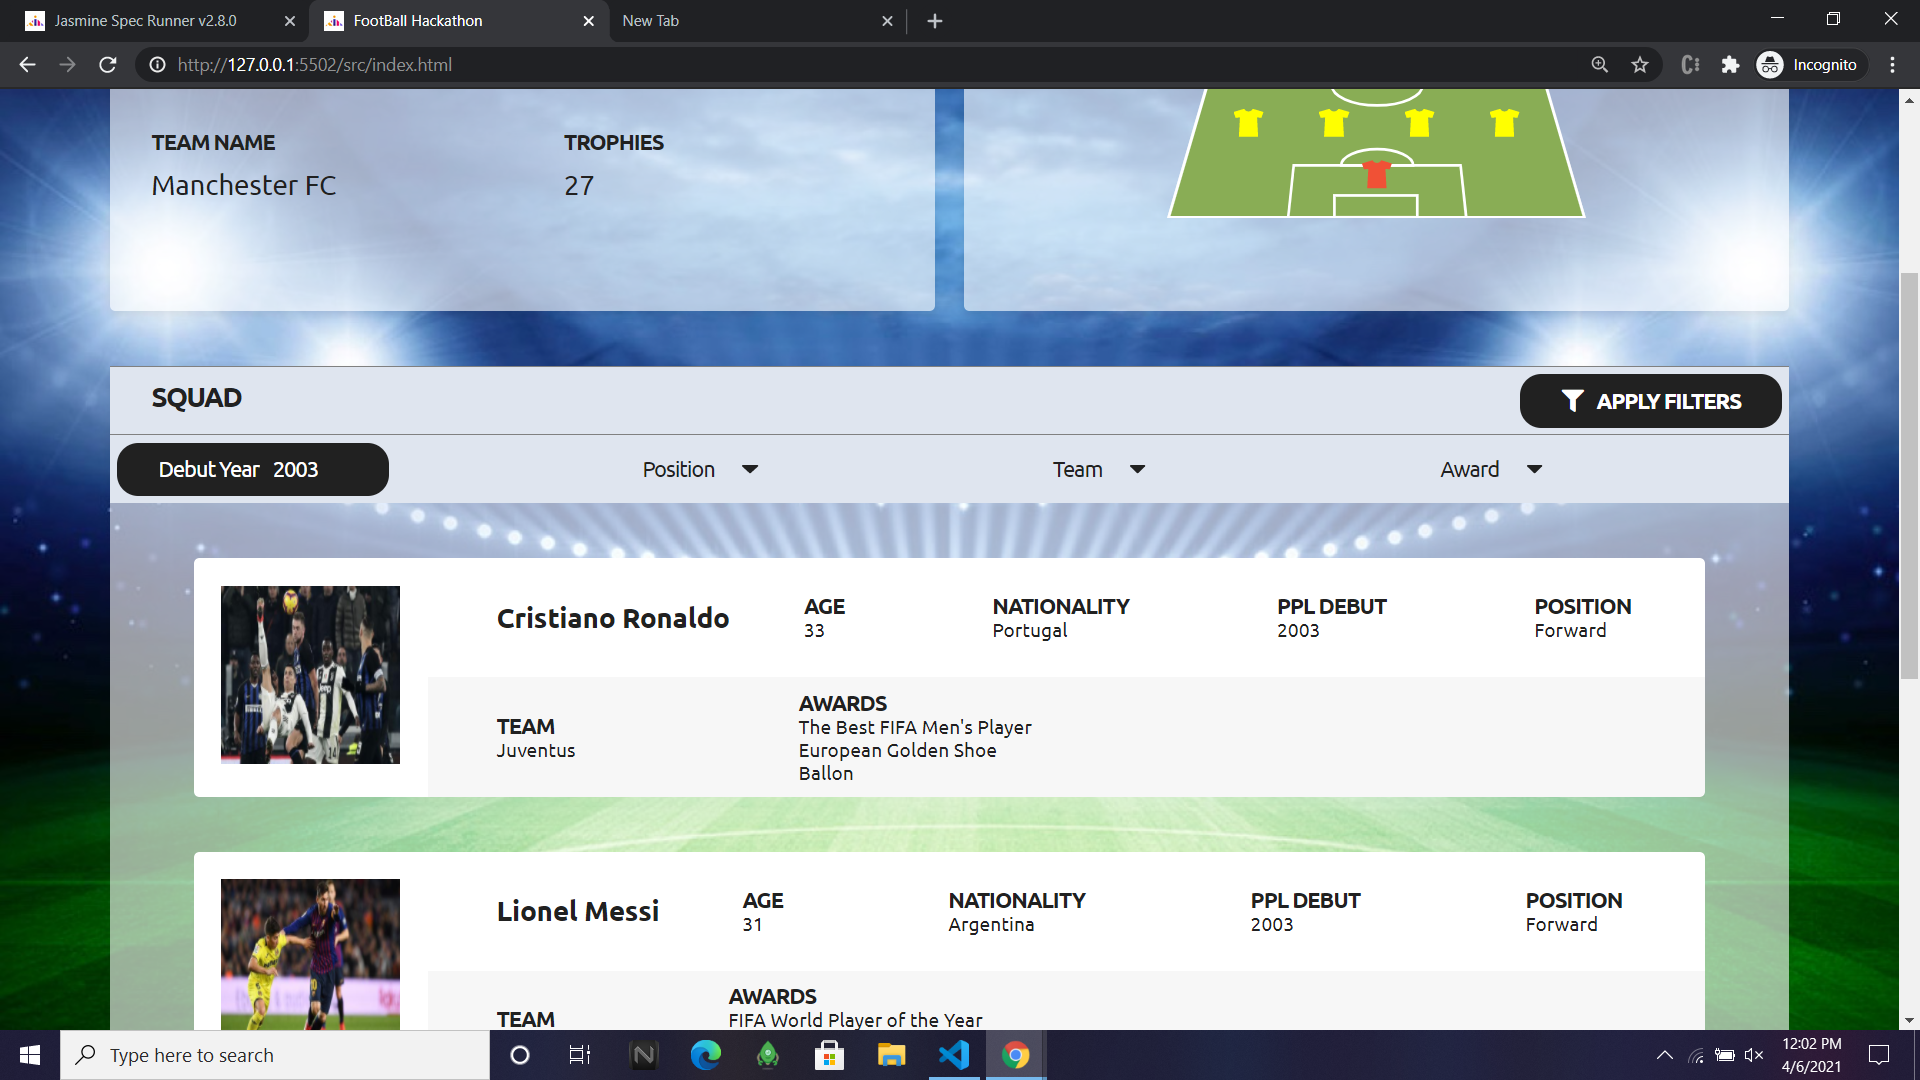 Jasmine Spec Runner v2.8.0
FootBall Hackathon
New Tab
http://127.0.0.1:5502/src/index.html
Incognito
TEAM NAME
TROPHIES
Manchester FC
27
SQUAD
APPLY FILTERS
Debut Year 2003
Position
Team
Award
Cristiano Ronaldo
AGE
33
NATIONALITY
Portugal
PPL DEBUT
2003
POSITION
Forward
TEAM
Juventus
AWARDS
The Best FIFA Men's Player
European Golden Shoe
Ballon
Lionel Messi
AGE
31
NATIONALITY
Argentina
PPL DEBUT
2003
POSITION
Forward
TEAM
AWARDS
FIFA World Player of the Year
Type here to search
12:02 PM
4/6/2021